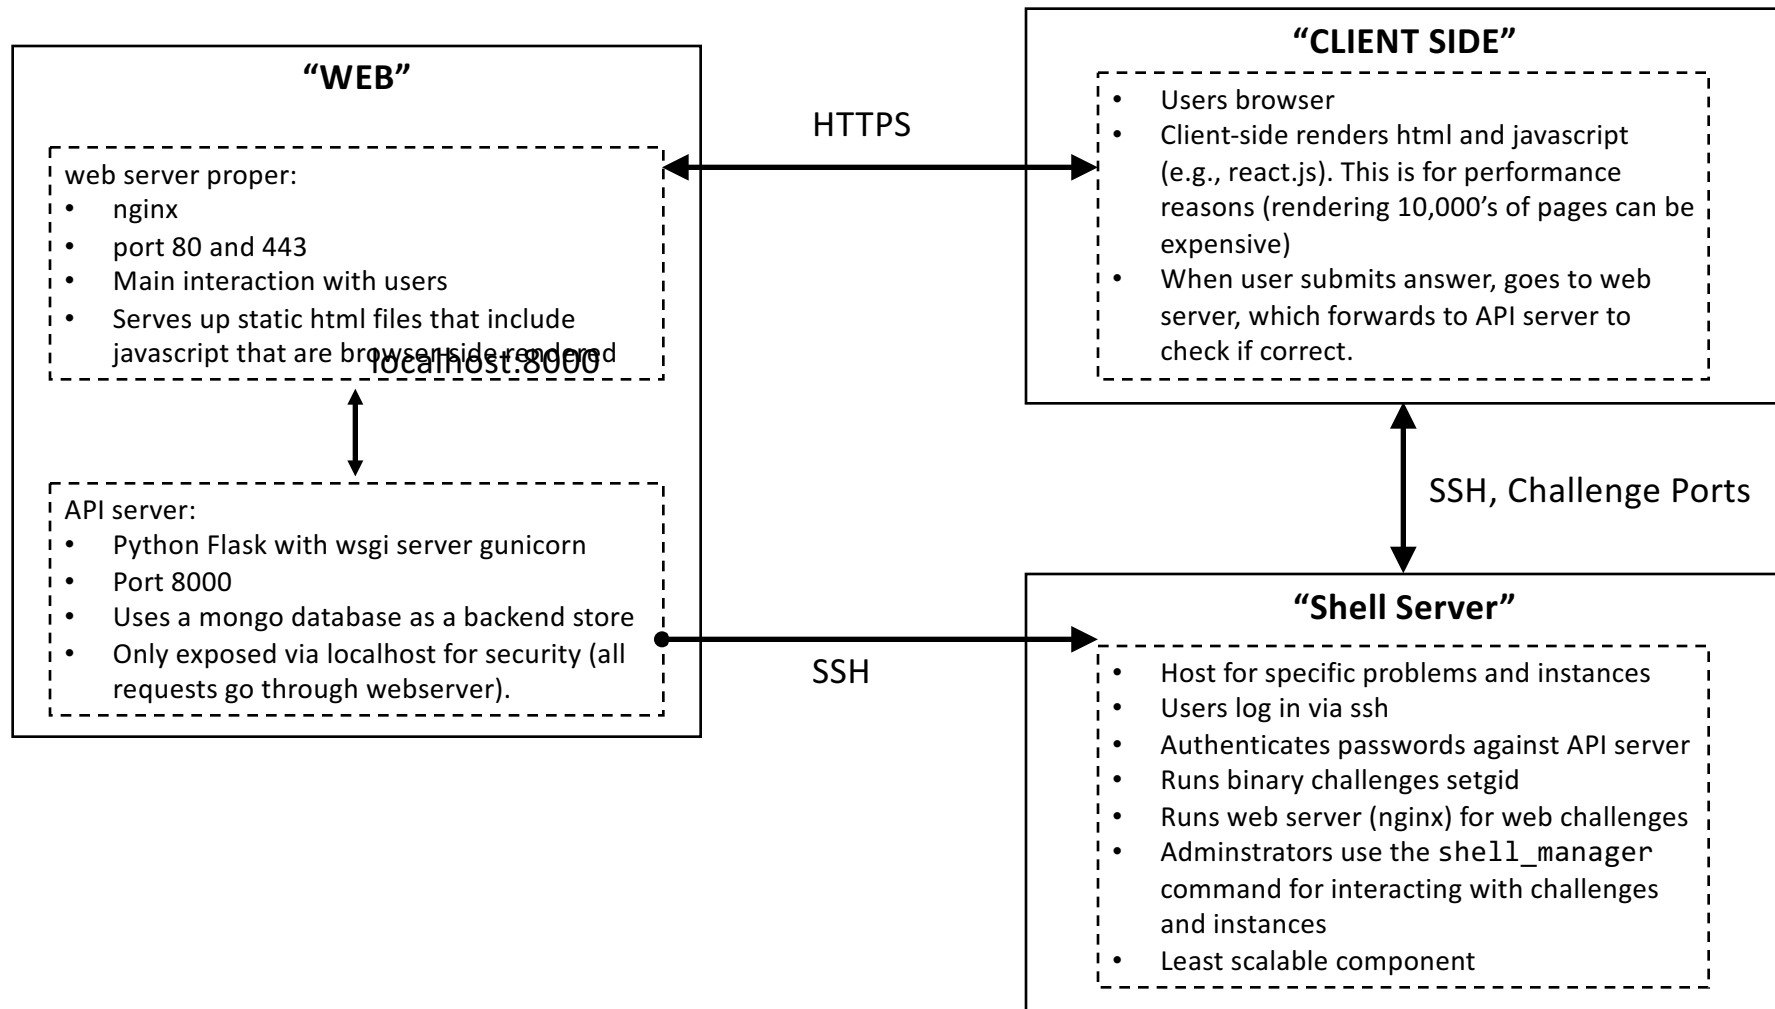 “WEB”
web server proper:
• nginx
• port 80 and 443
• Main interaction with users
• Serves up static html files that include
javascript that are browser-side rendered
localhost:8000
API server:
• Python Flask with wsgi server gunicorn
• Port 8000
• Uses a mongo database as a backend store
• Only exposed via localhost for security (all
requests go through webserver).
HTTPS
SSH
“CLIENT SIDE”
• Users browser
• Client-side renders html and javascript
(e.g., react.js). This is for performance
reasons (rendering 10,000’s of pages can be
expensive)
• When user submits answer, goes to web
server, which forwards to API server to
check if correct.
SSH, Challenge Ports
“Shell Server”
• Host for specific problems and instances
• Users log in via ssh
• Authenticates passwords against API server
• Runs binary challenges setgid
• Runs web server (nginx) for web challenges
• Adminstrators use the shell_manager
command for interacting with challenges
and instances
• Least scalable component